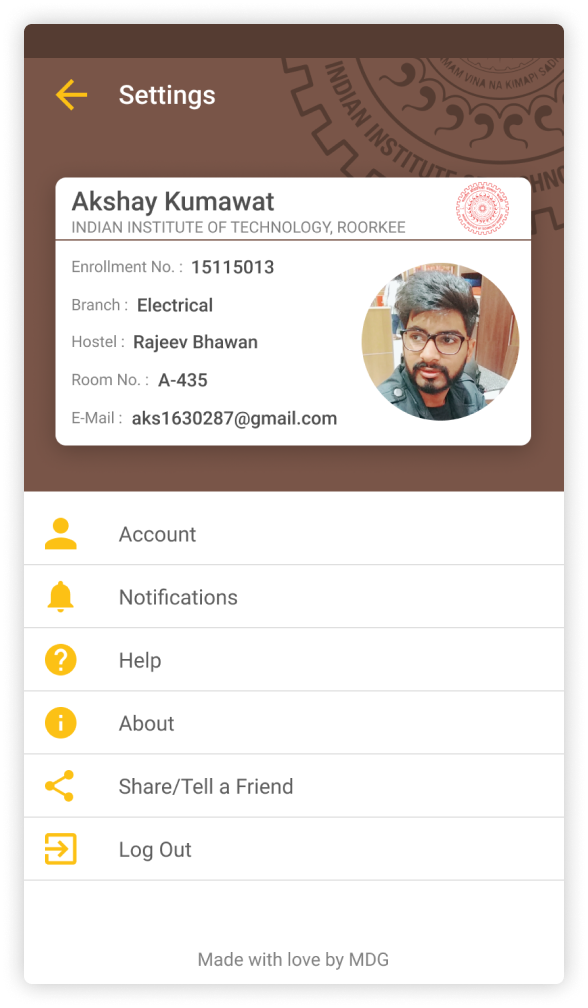 Settings
INDIAN INSTITUTE OF
Akshay Kumawat
INDIAN INSTITUTE OF TECHNOLOGY, ROORKEE
Enrollment No. : 15115013
Branch : Electrical
Hostel : Rajeev Bhawan
Room No. : A-435
E-Mail : aks1630287@gmail.com
Account
Notifications
Help
About
Share/Tell a Friend
Log Out
Made with love by MDG